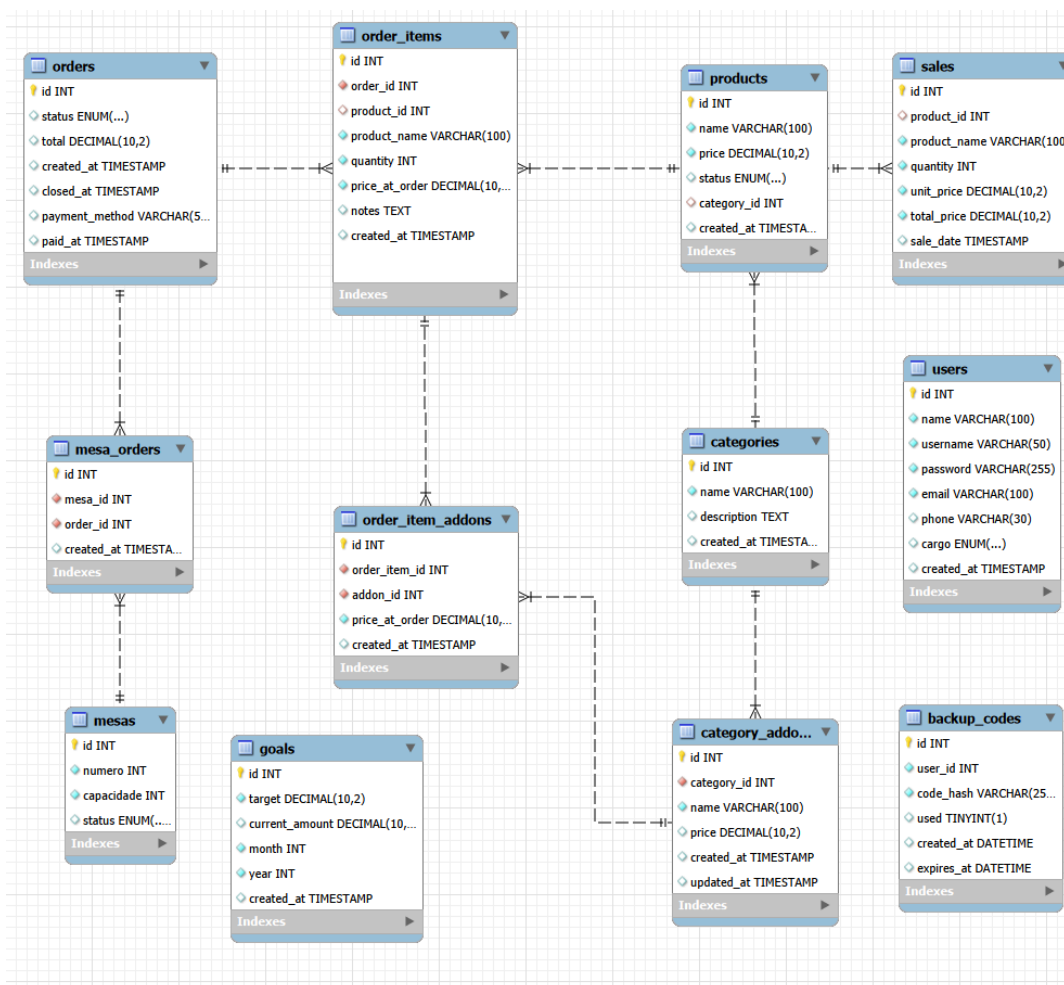 orders
id INT
status ENUM(...)
total DECIMAL(10,2)
created_at TIMESTAMP
closed_at TIMESTAMP
payment_method VARCHAR(5...
paid_at TIMESTAMP
Indexes
order_items
id INT
order_id INT
product_id INT
product_name VARCHAR(100)
quantity INT
price_at_order DECIMAL(10,...
notes TEXT
created_at TIMESTAMP
Indexes
products
id INT
name VARCHAR(100)
price DECIMAL(10,2)
status ENUM(...)
category_id INT
created_at TIMESTA...
Indexes
sales
id INT
product_id INT
product_name VARCHAR(100
quantity INT
unit_price DECIMAL(10,2)
total_price DECIMAL(10,2)
sale_date TIMESTAMP
Indexes
users
id INT
name VARCHAR(100)
username VARCHAR(50)
password VARCHAR(255)
email VARCHAR(100)
phone VARCHAR(30)
cargo ENUM(...)
created_at TIMESTAMP
Indexes
mesa_orders
id INT
mesa_id INT
order_id INT
created_at TIMESTA...
Indexes
order_item_addons
id INT
order_item_id INT
addon_id INT
price_at_order DECIMAL(10,...
created_at TIMESTAMP
Indexes
categories
id INT
name VARCHAR(100)
description TEXT
created_at TIMESTA...
Indexes
mesas
id INT
numero INT
capacidade INT
status ENUM(.....
Indexes
goals
id INT
target DECIMAL(10,2)
current_amount DECIMAL(10,...
month INT
year INT
created_at TIMESTAMP
Indexes
category_addo...
id INT
category_id INT
name VARCHAR(100)
price DECIMAL(10,2)
created_at TIMESTAMP
updated_at TIMESTAMP
Indexes
backup_codes
id INT
user_id INT
code_hash VARCHAR(25...
used TINYINT(1)
created_at DATETIME
expires_at DATETIME
Indexes